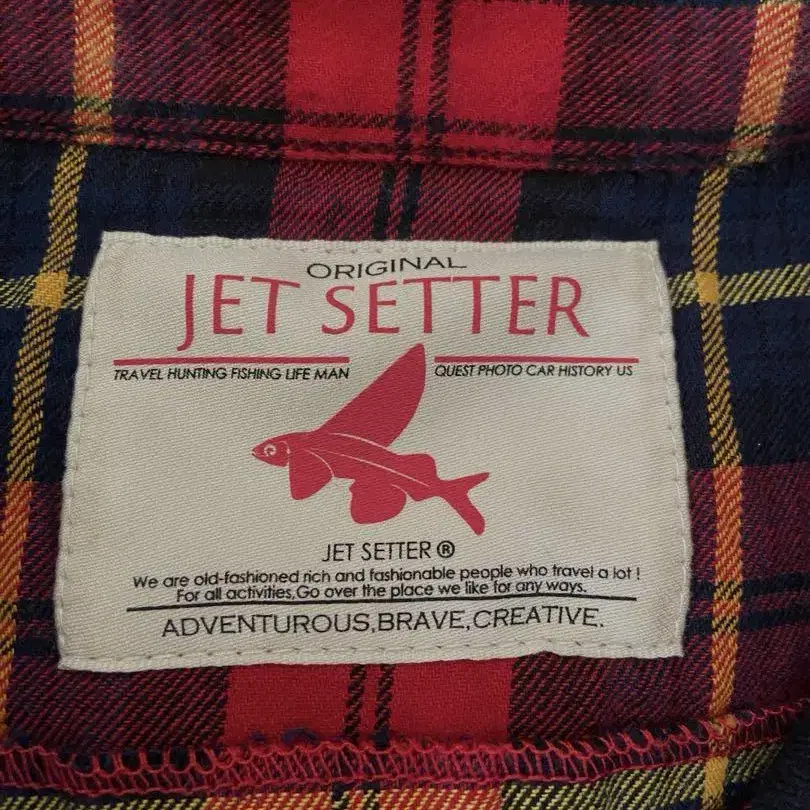 ORIGINAL
JET SETTER
TRAVEL HUNTING FISHING LIFE MAN
QUEST PHOTO CAR HISTORY US
JET SETTER ®
We are old-fashioned rich and fashionable people who travel a lot !
For all activities,Go over the place we like for any ways.
ADVENTUROUS,BRAVE,CREATIVE.